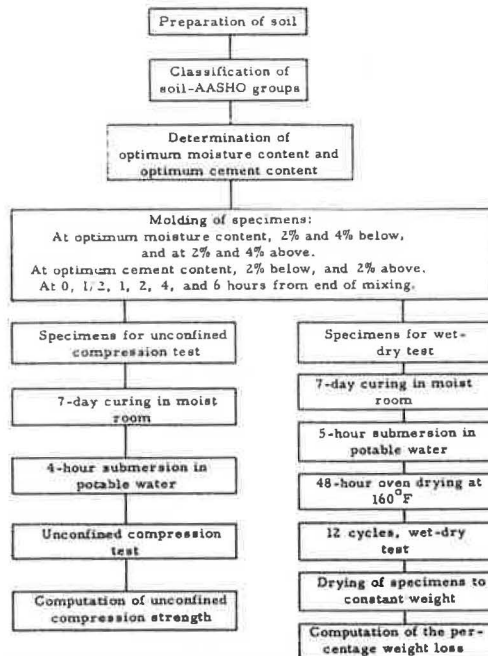 Preparation of soil
Classification of
soil-AASHO groups
Determination of
optimum moisture content and
optimum cement content
Molding of specimens:
At optimum moisture content, 2% and 4% below,
and at 2% and 4% above.
At optimum cement content, 2% below, and 2% above.
At 0, 1/2, 1, 2, 4, and 6 hours from end of mixing.
Specimens for unconfined
compression test
7-day curing in moist
room
4-hour submersion in
potable water
Unconfined compression
test
Computation of unconfined
compression strength
Specimens for wet-
dry test
7-day curing in moist
room
5-hour submersion in
potable water
48-hour oven drying at
160°F
12 cycles, wet-dry
test
Drying of specimens to
constant weight
Computation of the per-
centage weight loss